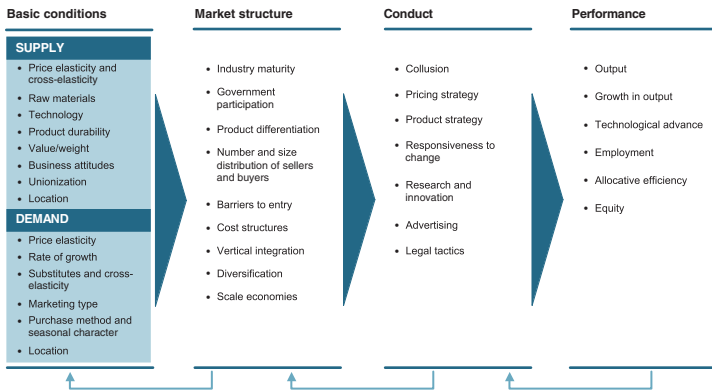 Basic conditions
Market structure
Conduct
Performance
SUPPLY
• Price elasticity and
cross-elasticity
• Raw materials
• Technology
• Product durability
• Value/weight
• Business attitudes
• Unionization
• Location
DEMAND
• Price elasticity
• Rate of growth
• Substitutes and cross-
elasticity
• Marketing type
• Purchase method and
seasonal character
• Location
• Industry maturity
• Government
participation
• Product differentiation
• Number and size
distribution of sellers
and buyers
• Barriers to entry
• Cost structures
• Vertical integration
• Diversification
• Scale economies
• Collusion
• Pricing strategy
• Product strategy
• Responsiveness to
change
• Research and
innovation
• Advertising
• Legal tactics
• Output
• Growth in output
• Technological advance
• Employment
• Allocative efficiency
• Equity